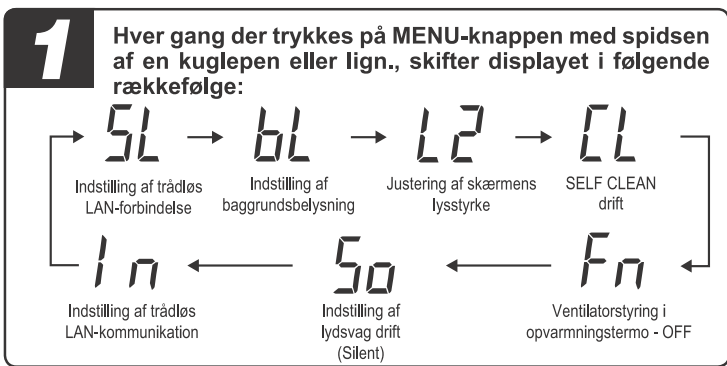 1
Hver gang der trykkes på MENU-knappen med spidsen
af en kuglepen eller lign., skifter displayet i følgende
rækkefølge:
SL
bL
L2
CL
Indstilling af trådløs
LAN-forbindelse
Indstilling af
baggrundsbelysning
Justering af skærmens
lysstyrke
SELF CLEAN
drift
In
So
Fn
Indstilling af trådløs
LAN-kommunikation
Indstilling af
lydsvag drift
(Silent)
Ventilatorstyring i
opvarmningstermo - OFF